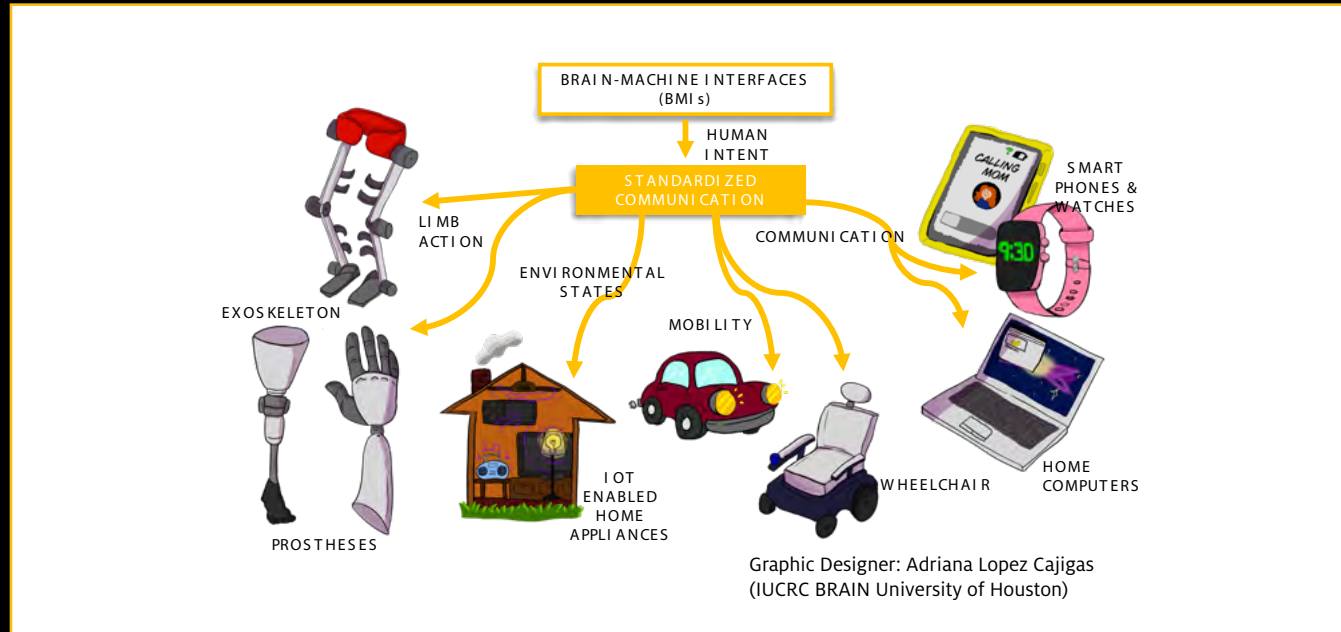 BRAIN-MACHINE INTERFACES
(BMIs)
HUMAN
INTENT
STANDARDIZED
COMMUNICATION
CALLING
MOM
SMART
PHONES &
WATCHES
9:30
LIMB
ACTION
COMMUNICATION
ENVIRONMENTAL
STATES
EXOSKELETON
MOBILITY
HOME
COMPUTERS
WHEELCHAIR
IOT
ENABLED
HOME
APPLIANCES
PROSTHESES
Graphic Designer: Adriana Lopez Cajigas
(IUCRC BRAIN University of Houston)